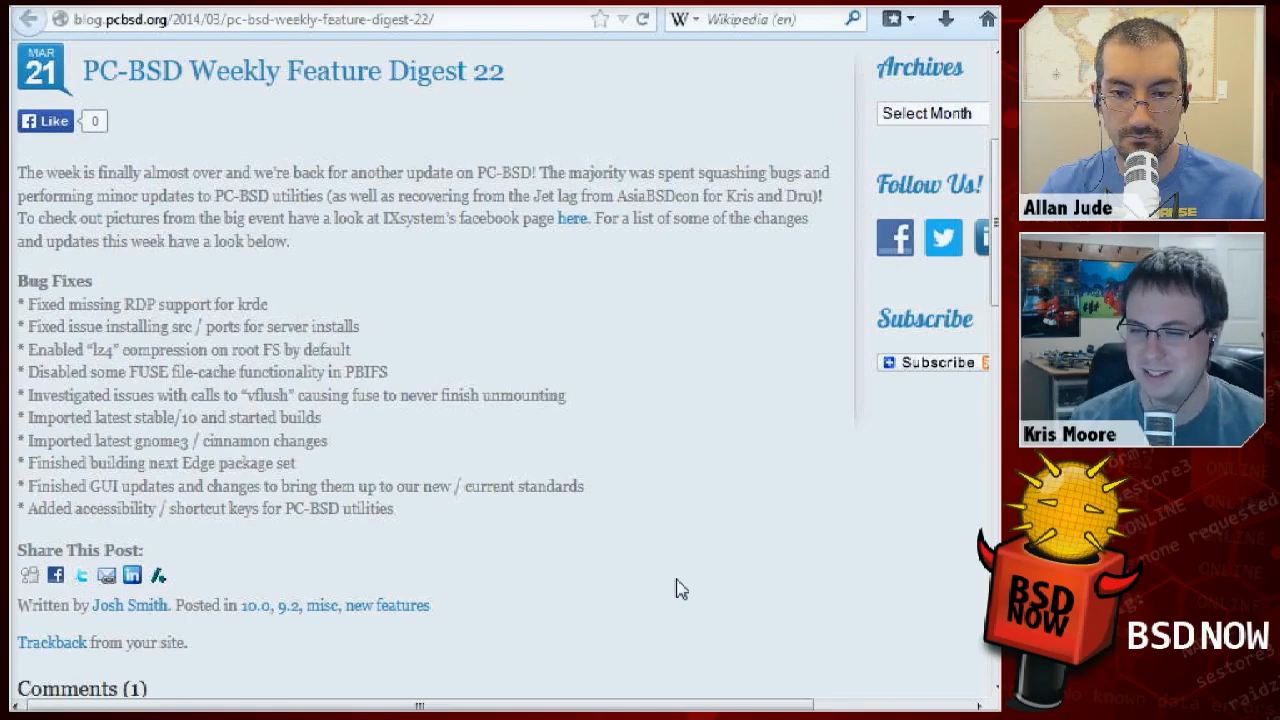 blog.pcbsd.org/2014/03/pc-bsd-weekly-feature-digest-22/
Wikipedia (en)
MAR
21
PC-BSD Weekly Feature Digest 22
Like
0
The week is finally almost over and we're back for another update on PC-BSD! The majority was spent squashing bugs and
performing minor updates to PC-BSD utilities (as well as recovering from the Jet lag from AsiaBSDcon for Kris and Dru)!
To check out pictures from the big event have a look at IXsystem's facebook page here. For a list of some of the changes
and updates this week have a look below.
Bug Fixes
* Fixed missing RDP support for krdc
* Fixed issue installing src / ports for server installs
* Enabled "lz4" compression on root FS by default
* Disabled some FUSE file-cache functionality in PBIFS
* Investigated issues with calls to "vflush" causing fuse to never finish unmounting
* Imported latest stable/10 and started builds
* Imported latest gnome3 / cinnamon changes
* Finished building next Edge package set
* Finished GUI updates and changes to bring them up to our new / current standards
* Added accessibility / shortcut keys for PC-BSD utilities
Share This Post:
Written by Josh Smith. Posted in 10.0, 9.2, misc, new features
Trackback from your site.
Comments (1)
Archives
Select Month
Follow Us!
Subscribe
Subscribe
Allan Jude
Kris Moore
BSD
NOW
BSD NOW